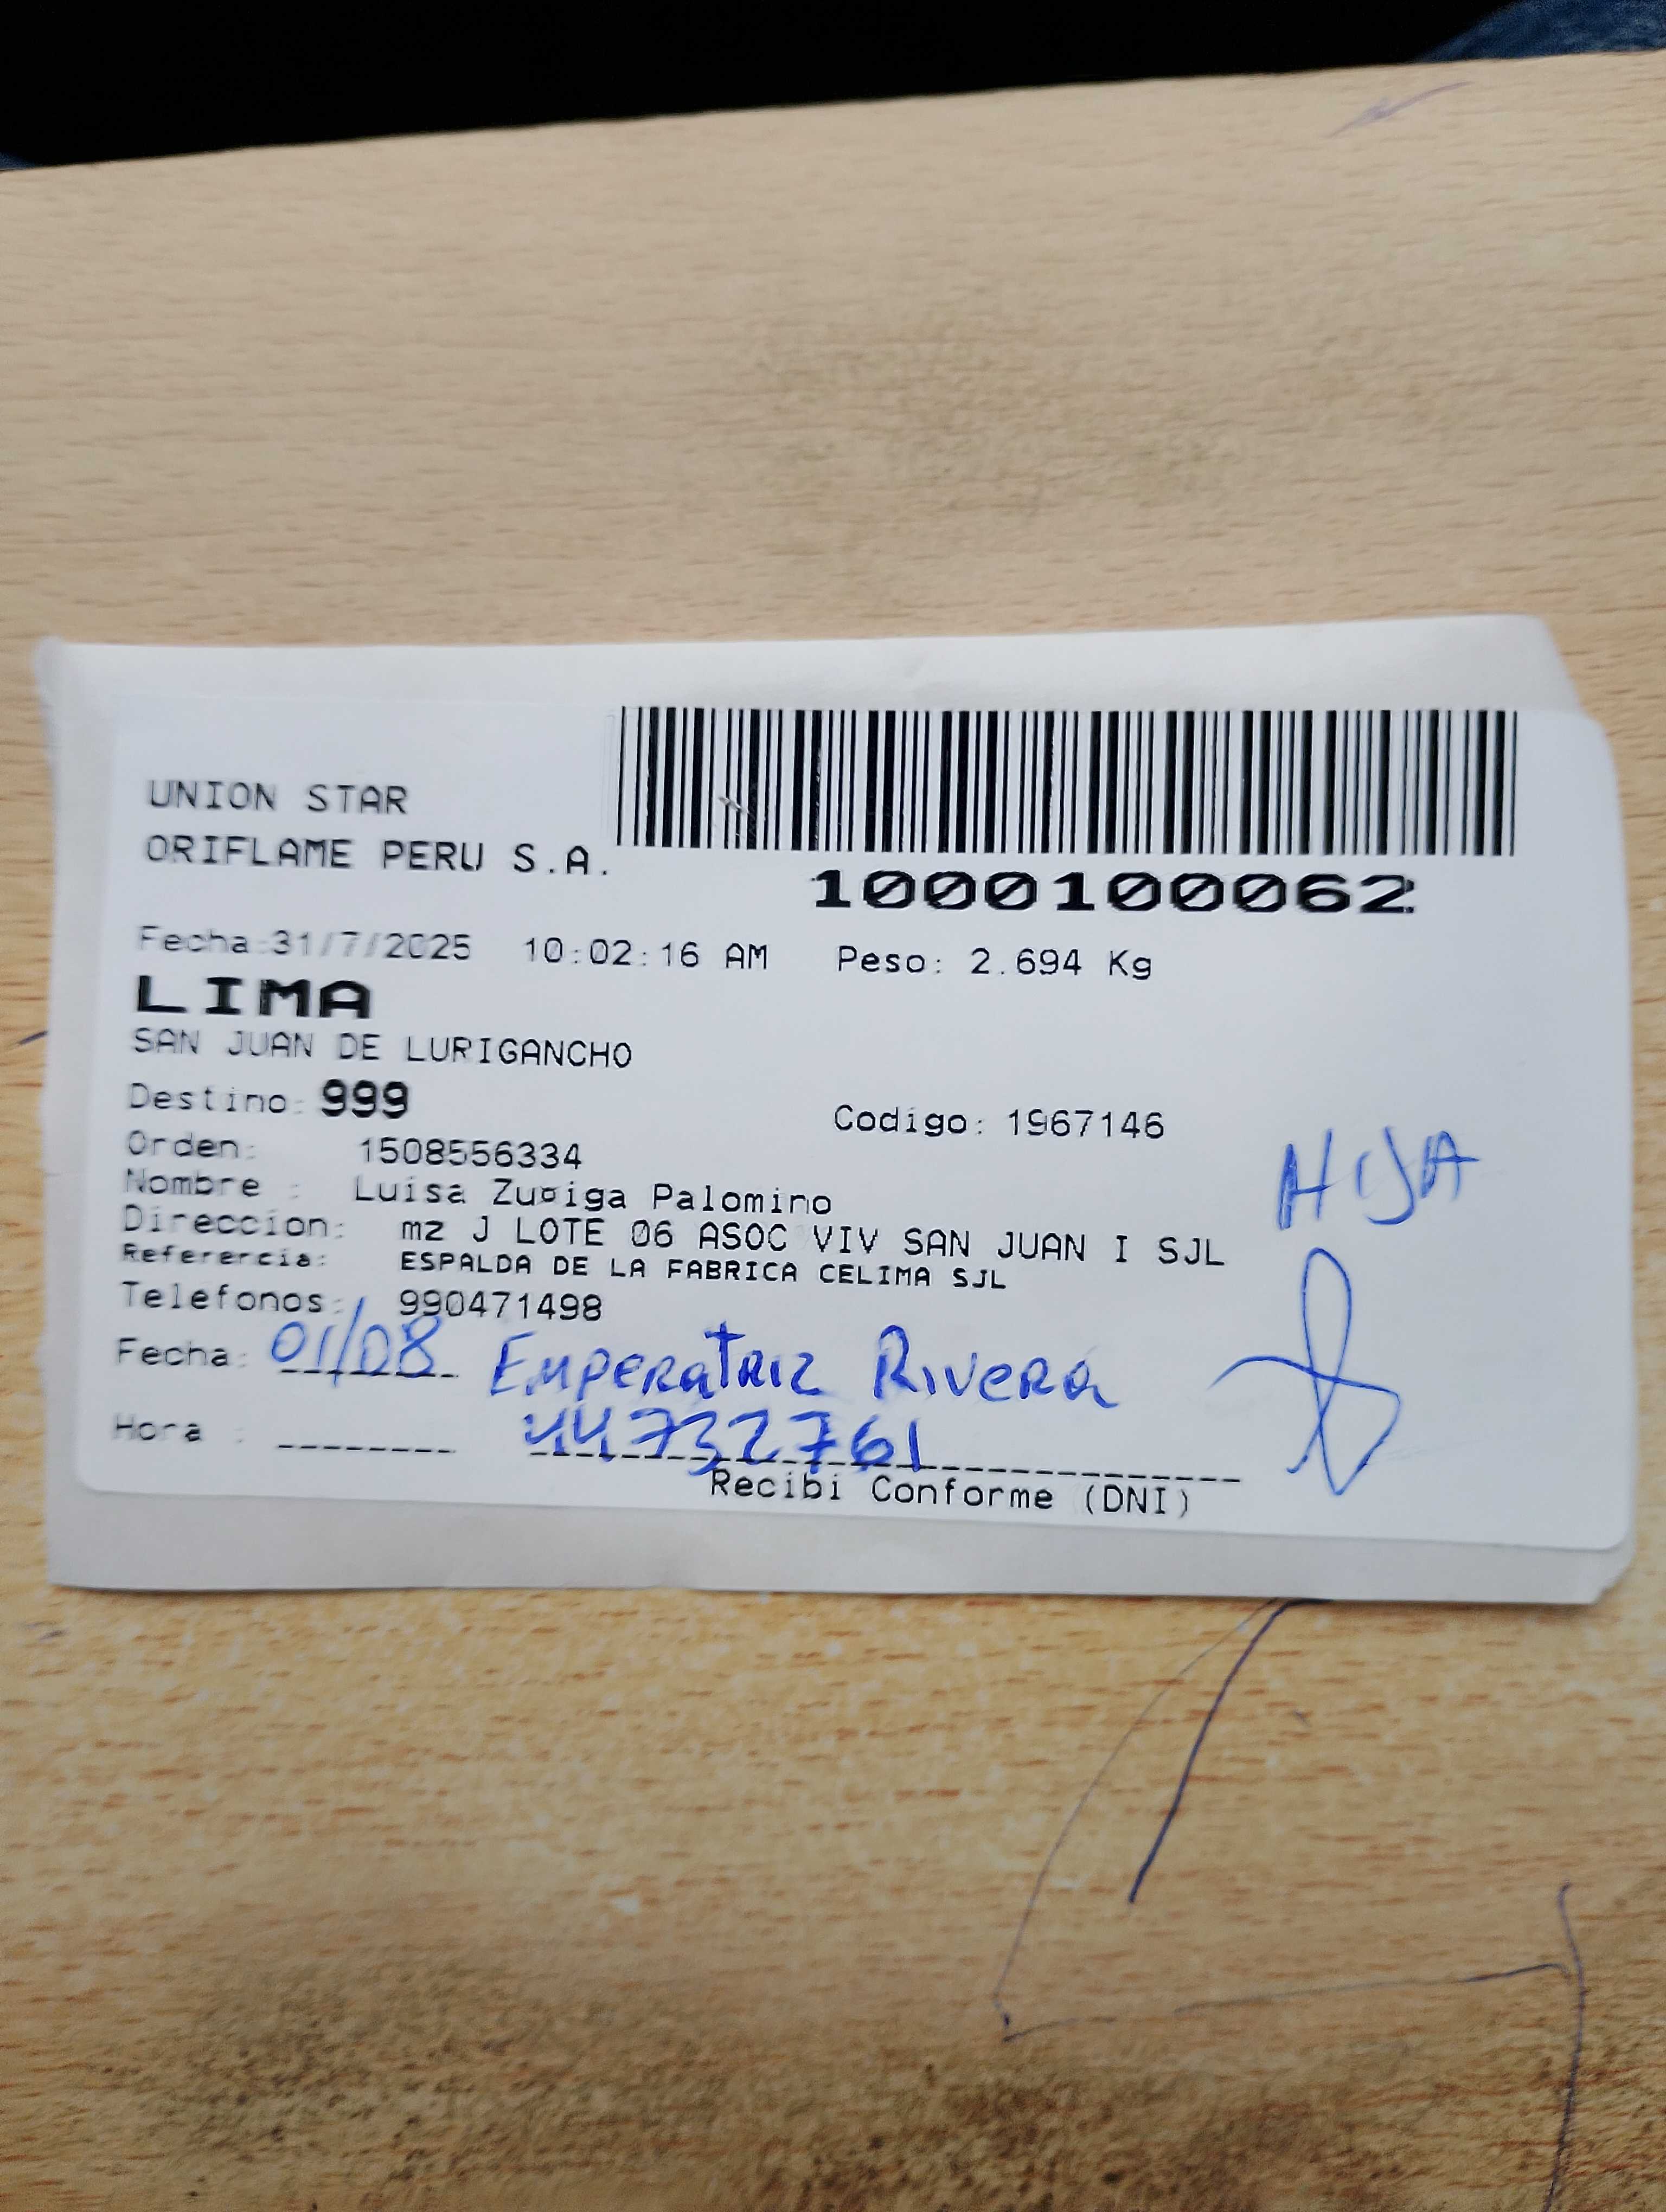 UNION STAR
ORIFLAME PERU S.A.
1000100062
Fecha:31/7/2025 10:02:16 AM Peso: 2.694 Kg
LIMA
SAN JUAN DE LURIGANCHO
Destino: 999
Codigo: 1967146
Orden: 1508556334
Nombre : Luisa Zuñiga Palomino
Direccion: mz J LOTE 06 ASOC VIV SAN JUAN I SJL
HIJA
Referencia: ESPALDA DE LA FABRICA CELIMA SJL
Telefonos: 990471498
Fecha: 01/08 Emperatriz Rivera
Hora : 44732761
Recibi Conforme (DNI)